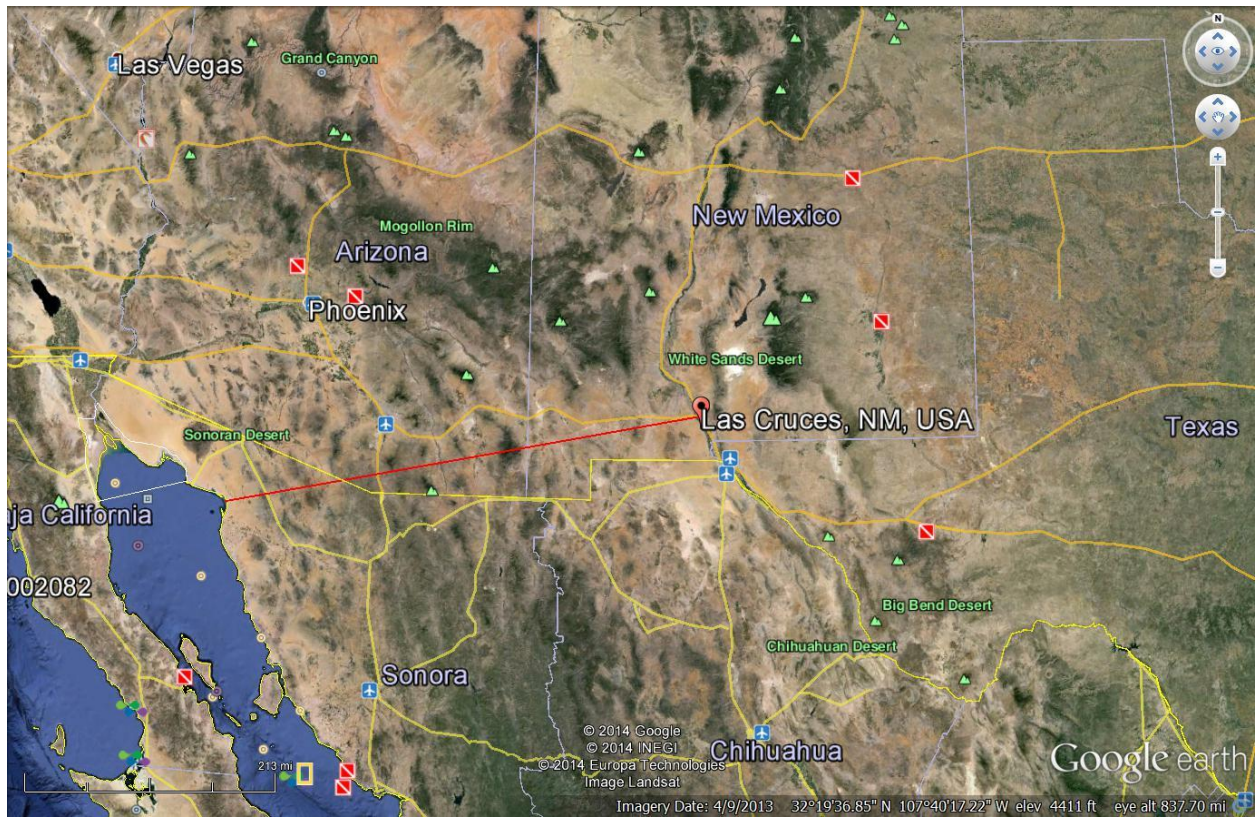 N
Las Vegas
Grand Canyon
New Mexico
Mogollon Rim
Arizona
Phoenix
White Sands Desert
Las Cruces, NM, USA
Texas
Sonoran Desert
aja California
002082
Big Bend Desert
Chihuahuan Desert
Sonora
© 2014 Google
© 2014 INEGI
© 2014 Europa Technologies
Image Landsat
Chihuahua
Google earth
213 mi
Imagery Date: 4/9/2013 32°19'36.85" N 107°40'17.22" W elev 4411 ft eye alt 837.70 mi